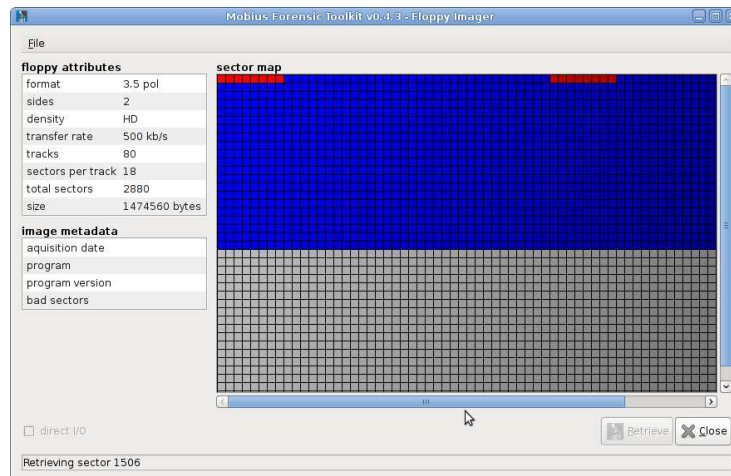 Mobius Forensic Toolkit v0.4.3 - Floppy Imager
File
floppy attributes
format 3.5 pol
sides 2
density HD
transfer rate 500 kb/s
tracks 80
sectors per track 18
total sectors 2880
size 1474560 bytes
image metadata
aquisition date
program
program version
bad sectors
sector map
direct I/O
Retrieve
Close
Retrieving sector 1506